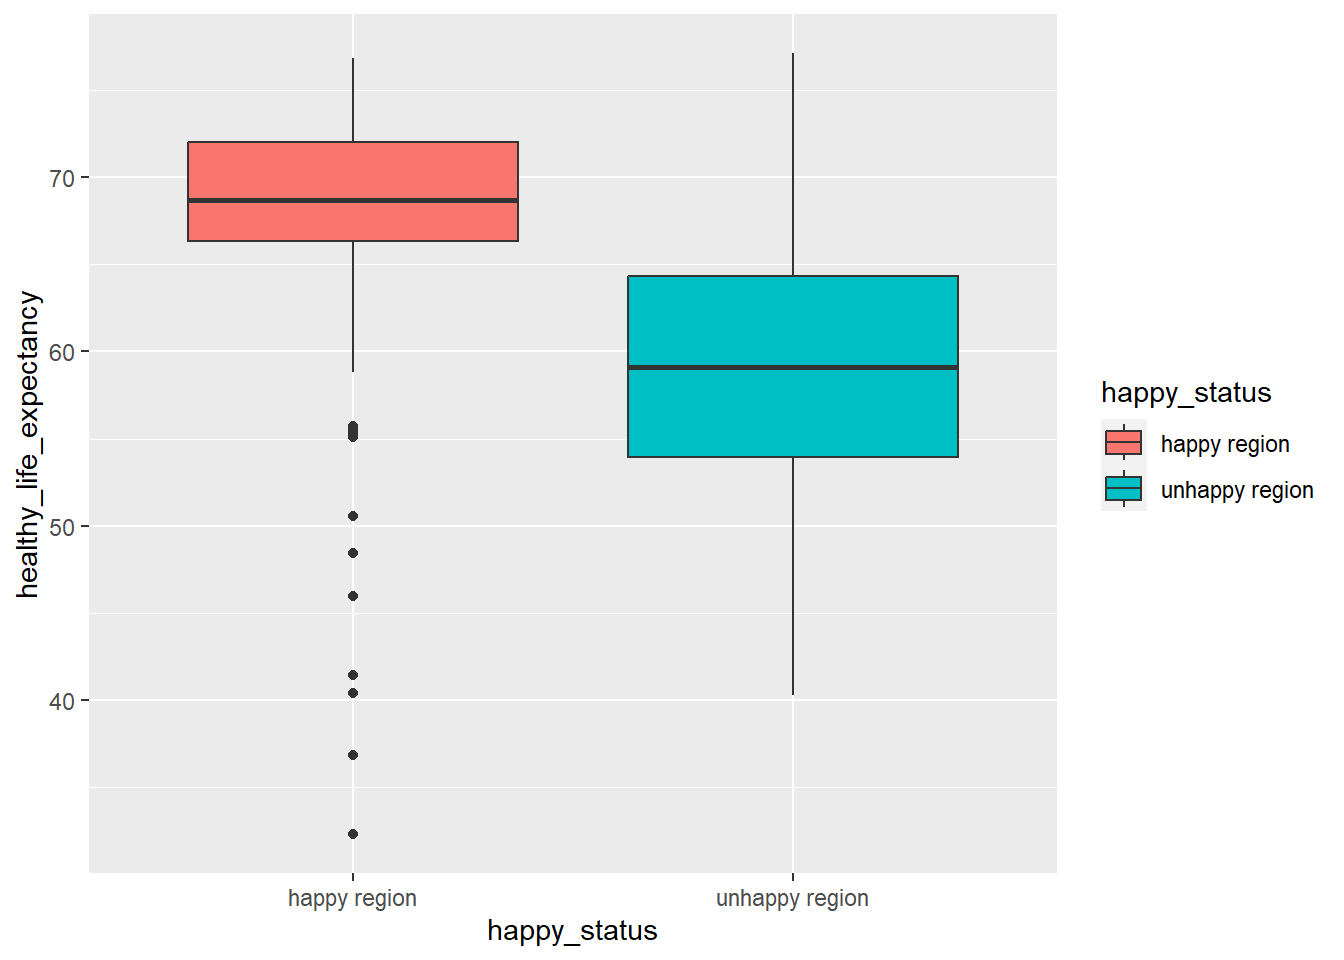 healthy_life_expectancy
70
60
50
40
happy region
unhappy region
happy_status
happy_status
happy region
unhappy region